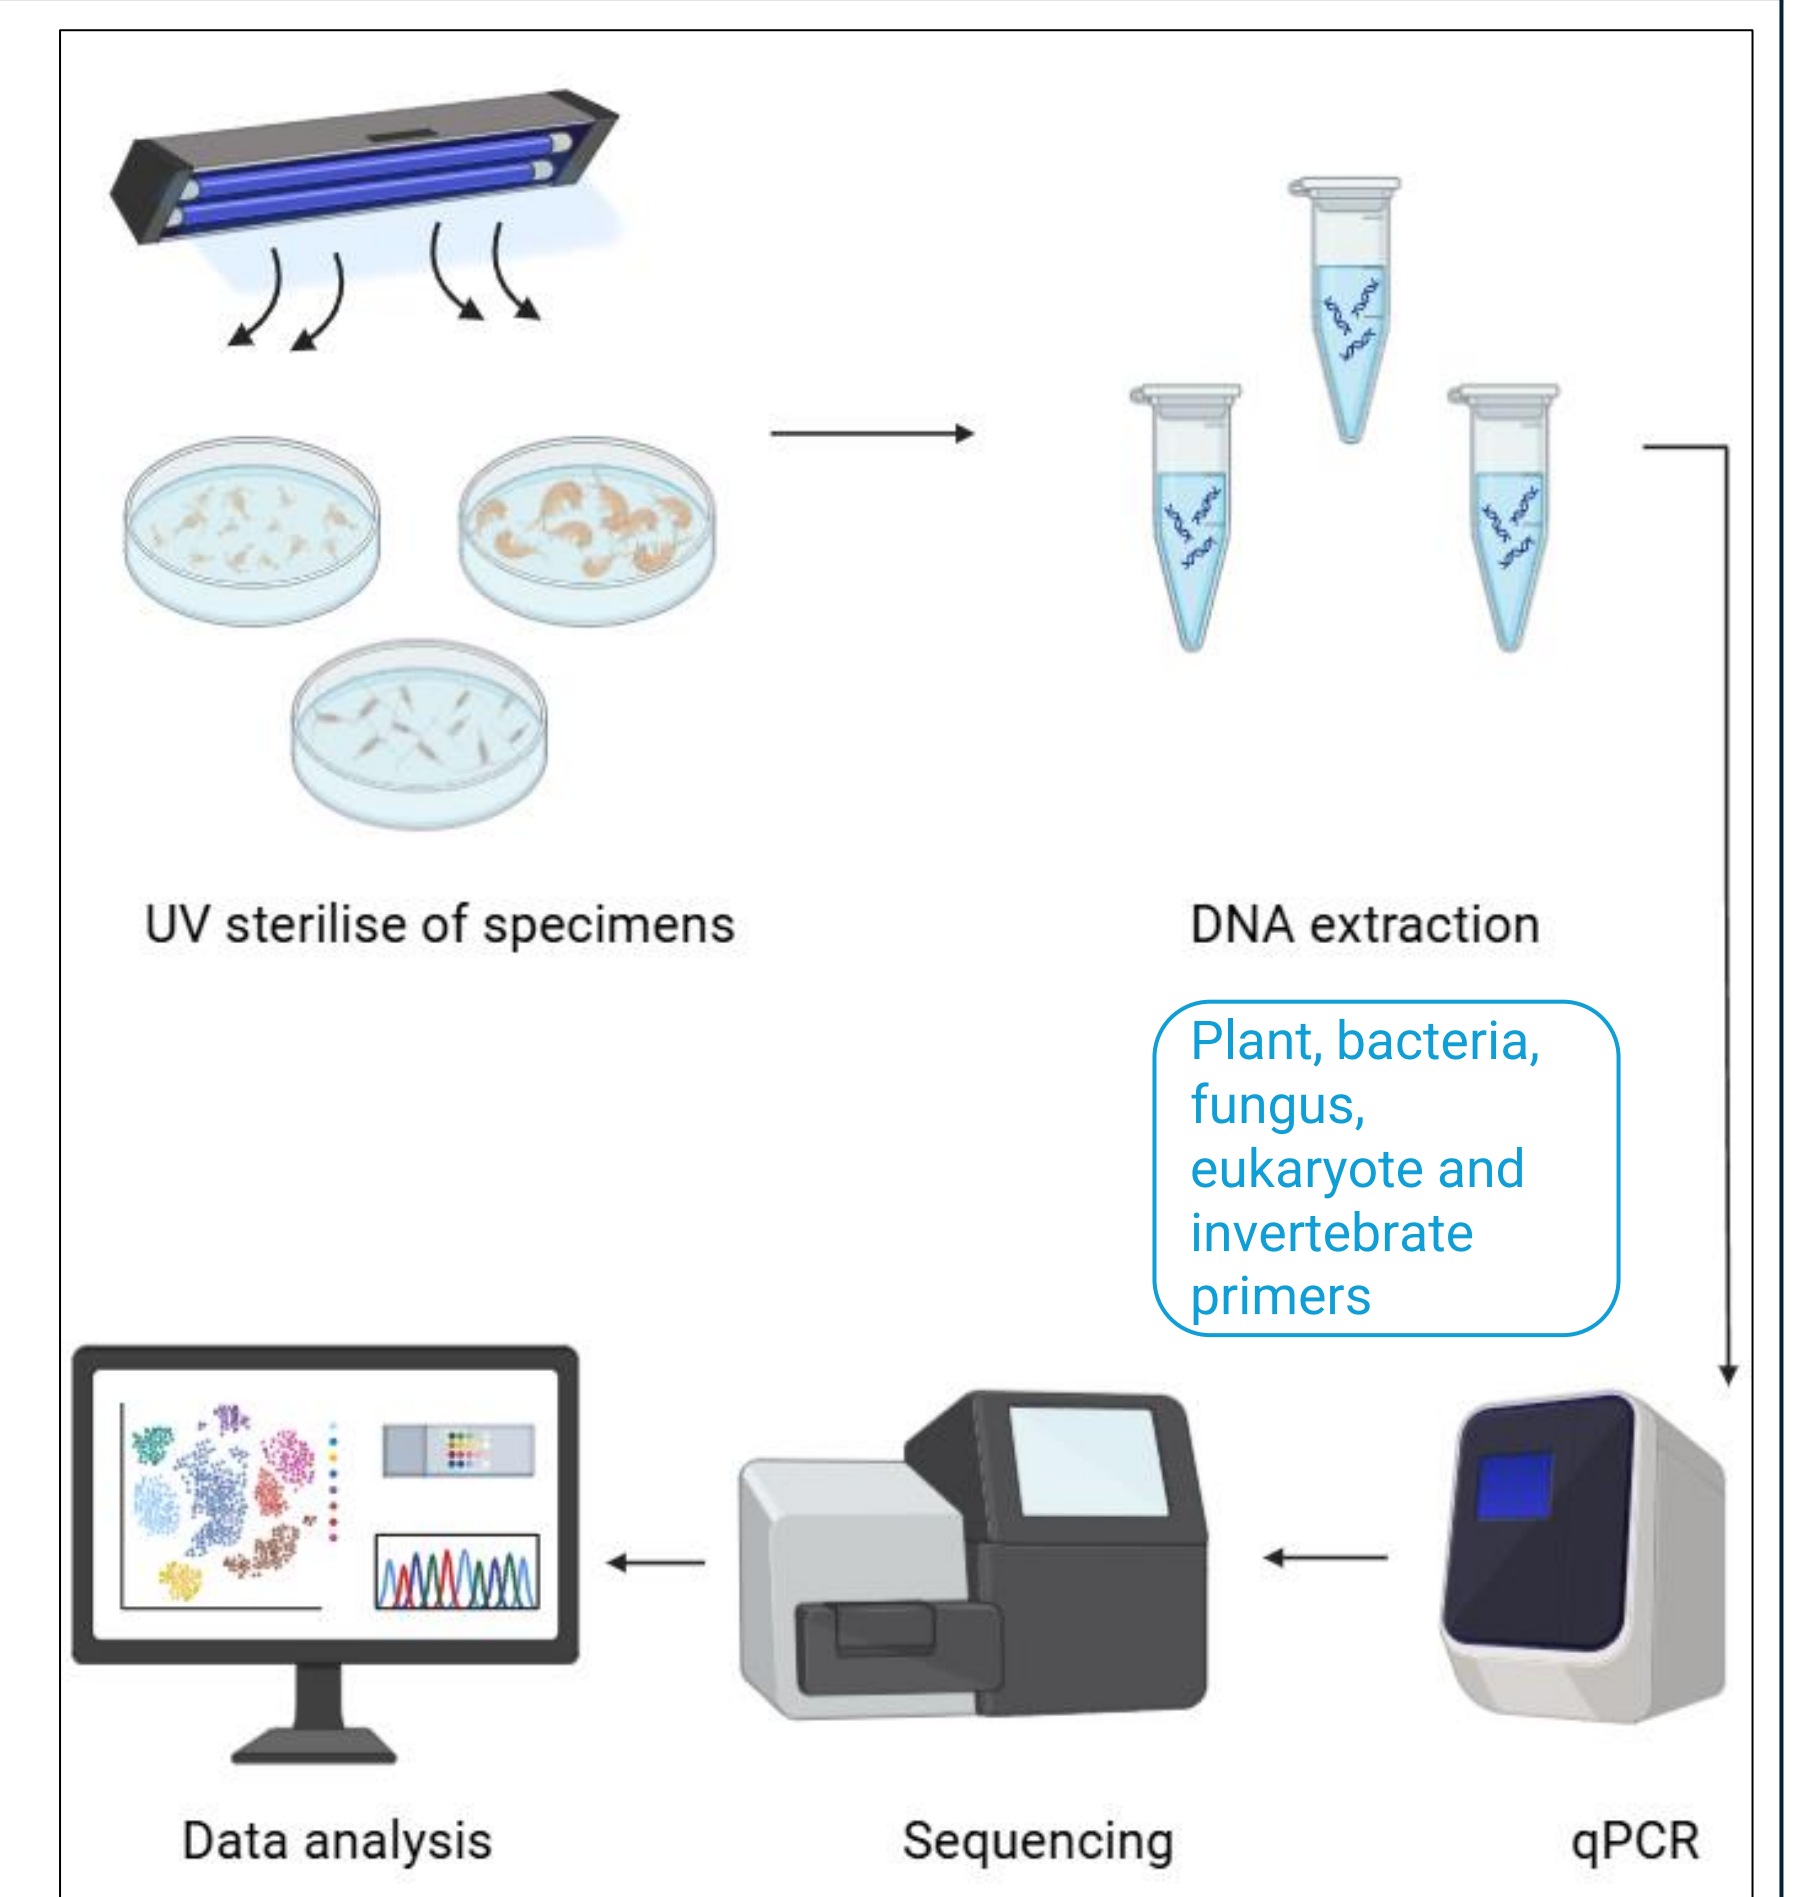 UV sterilise of specimens
DNA extraction
Plant, bacteria,
fungus,
eukaryote and
invertebrate
primers
Data analysis
Sequencing
qPCR